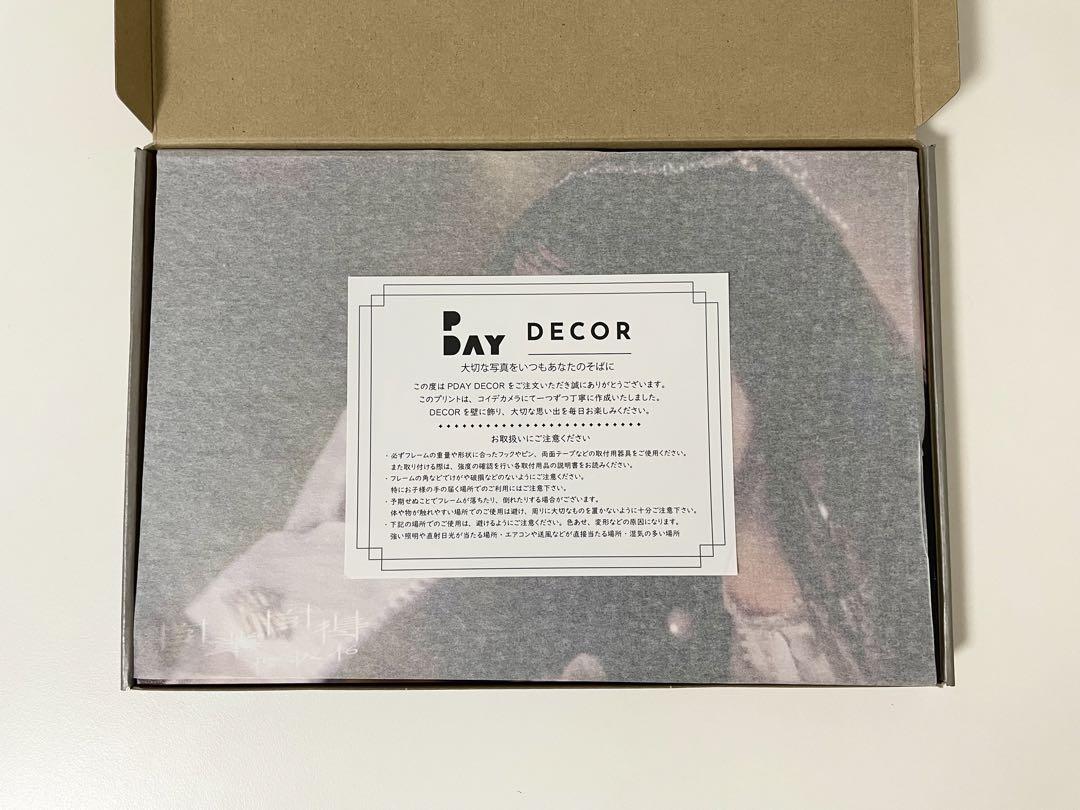 PDAY DECOR
大切な写真をいつもあなたのそばに
この度は PDAY DECOR をご注文いただき誠にありがとうございます。
このプリントは、コイデカメラにて一つずつ丁寧に作成いたしました。
DECOR を壁に飾り、大切な思い出を毎日お楽しみください。
お取扱いにご注意ください
・必ずフレームの重量や形状に合ったフックやピン、両面テープなどの取付用器具をご使用ください。
また取り付ける際は、強度の確認を行い各取付用品の説明書をお読みください。
・フレームの角などでけがや破損などのないようにご注意ください。
特にお子様の手の届く場所でのご利用にはご注意下さい。
・予期せぬことでフレームが落ちたり、倒れたりする場合がございます。
体や物が触れやすい場所でのご使用は避け、周りに大切なものを置かないように十分ご注意下さい。
・下記の場所でのご使用は、避けるようにご注意ください。色あせ、変形などの原因になります。
強い照明や直射日光が当たる場所・エアコンや送風などが直接当たる場所・湿気の多い場所